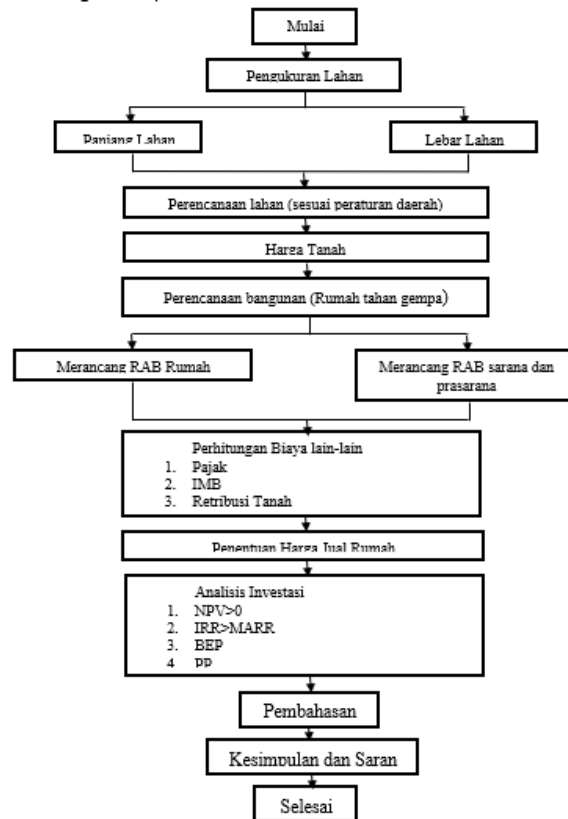 Mulai
Pengukuran Lahan
Panjang Lahan
Lebar Lahan
Perencanaan lahan (sesuai peraturan daerah)
Harga Tanah
Perencanaan bangunan (Rumah tahan gempa)
Merancang RAB Rumah
Merancang RAB sarana dan
prasarana
Perhitungan Biaya lain-lain
1. Pajak
2. IMB
3. Retribusi Tanah
Penentuan Harga Jual Rumah
Analisis Investasi
1. NPV>0
2. IRR>MARR
3. BEP
4 PP
Pembahasan
Kesimpulan dan Saran
Selesai